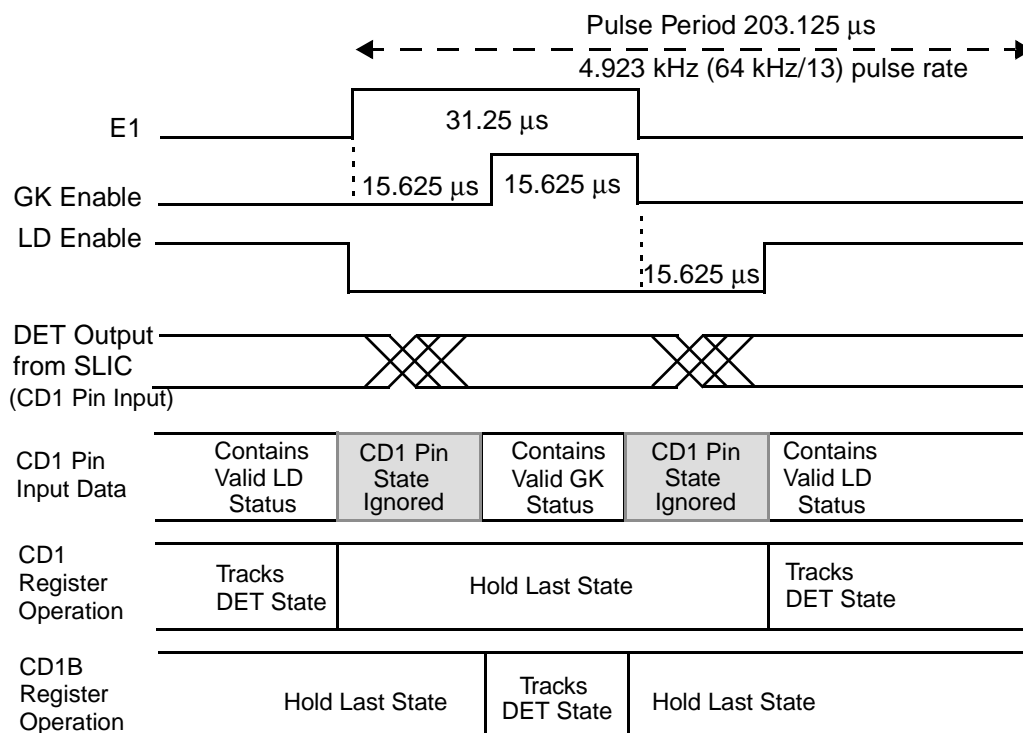 Pulse Period 203.125 μs
4.923 kHz (64 kHz/13) pulse rate
E1
31.25 μs
15.625 μs
15.625 μs
GK Enable
LD Enable
15.625 μs
DET Output
from SLIC
(CD1 Pin Input)
CD1 Pin
Input Data
Contains
Valid LD
Status
CD1 Pin
State
Ignored
Contains
Valid GK
Status
CD1 Pin
State
Ignored
Contains
Valid LD
Status
CD1
Register
Operation
Tracks
DET State
Hold Last State
Tracks
DET State
CD1B
Register
Operation
Hold Last State
Tracks
DET State
Hold Last State